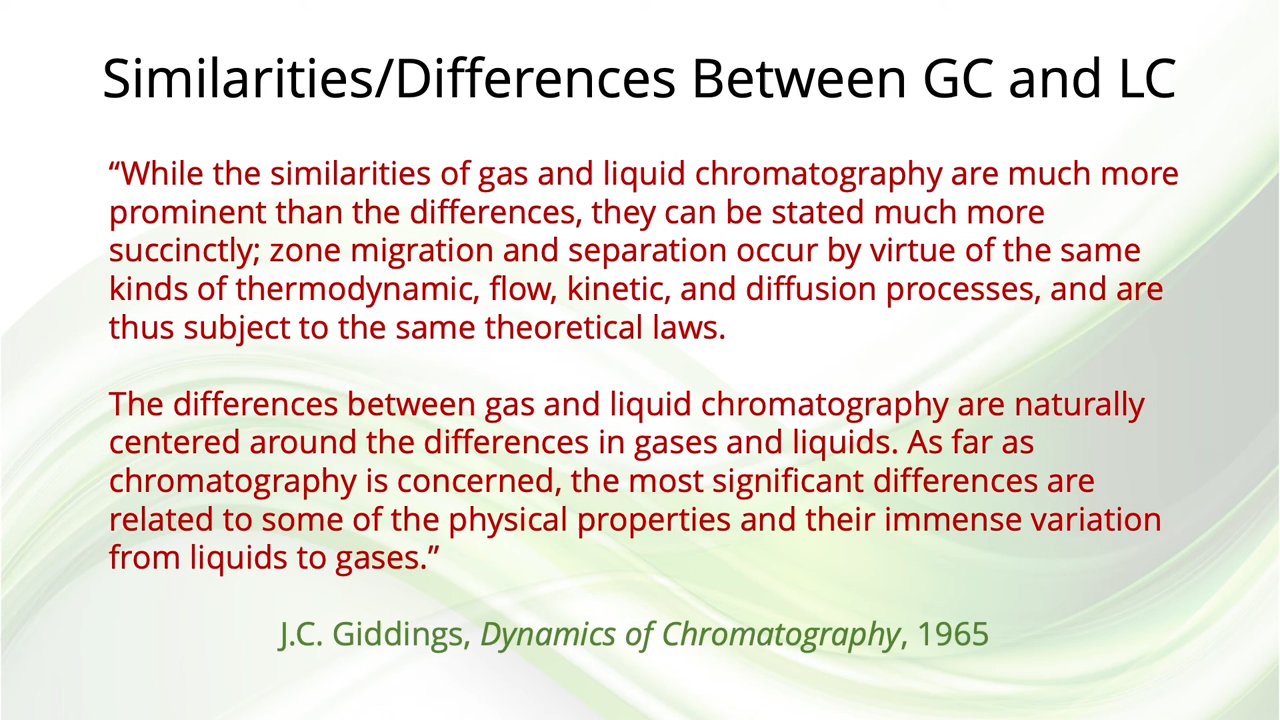 Similarities/Differences Between GC and LC
“While the similarities of gas and liquid chromatography are much more
prominent than the differences, they can be stated much more
succinctly; zone migration and separation occur by virtue of the same
kinds of thermodynamic, flow, kinetic, and diffusion processes, and are
thus subject to the same theoretical laws.
The differences between gas and liquid chromatography are naturally
centered around the differences in gases and liquids. As far as
chromatography is concerned, the most significant differences are
related to some of the physical properties and their immense variation
from liquids to gases.”
J.C. Giddings, Dynamics of Chromatography, 1965